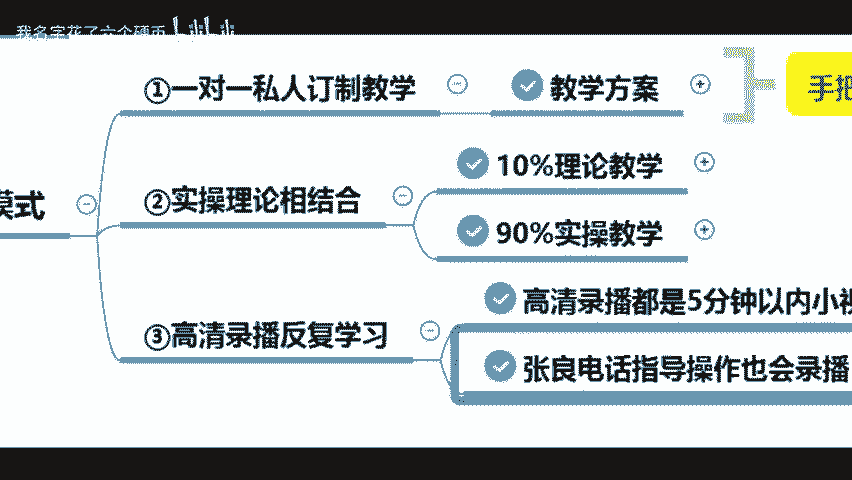 我名字花了六个硬币
①一对一私人订制教学
教学方案
手把
10%理论教学
模式
②实操理论相结合
90%实操教学
高清录播都是5分钟以内小视
③高清录播反复学习
张良电话指导操作也会录播